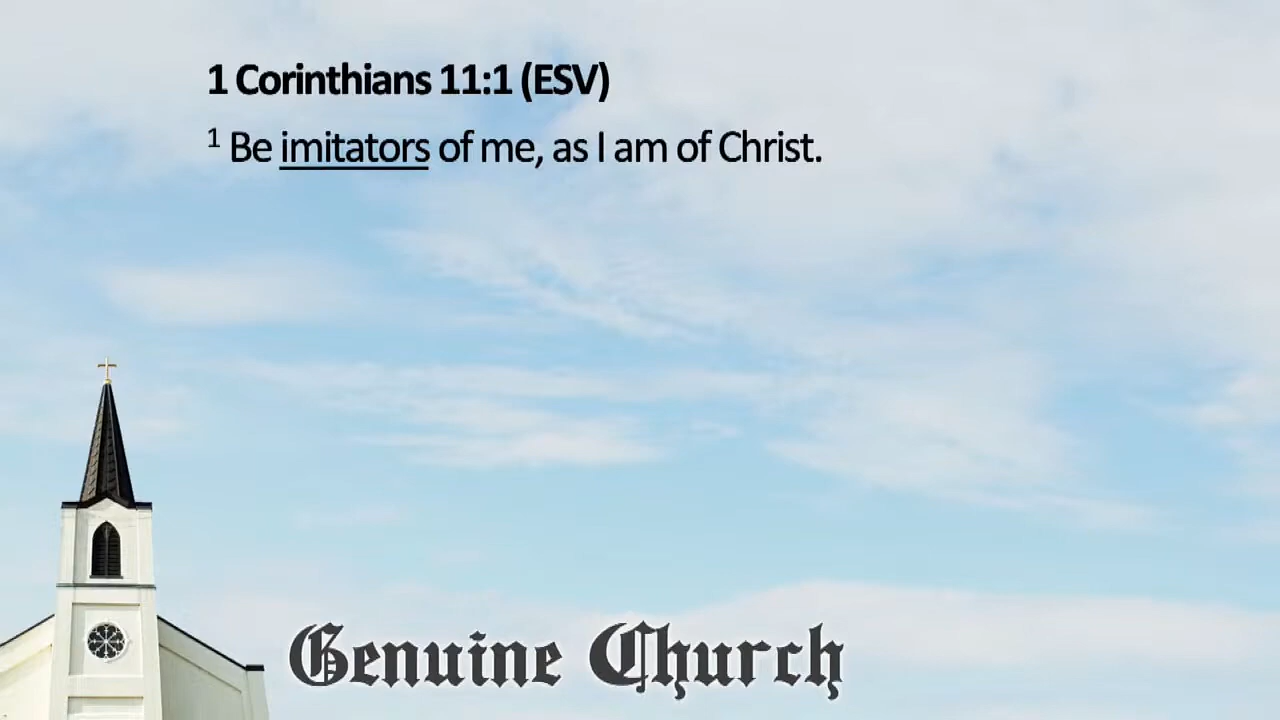 1 Corinthians 11:1 (ESV)
1 Be imitators of me, as I am of Christ.
Genuine Church